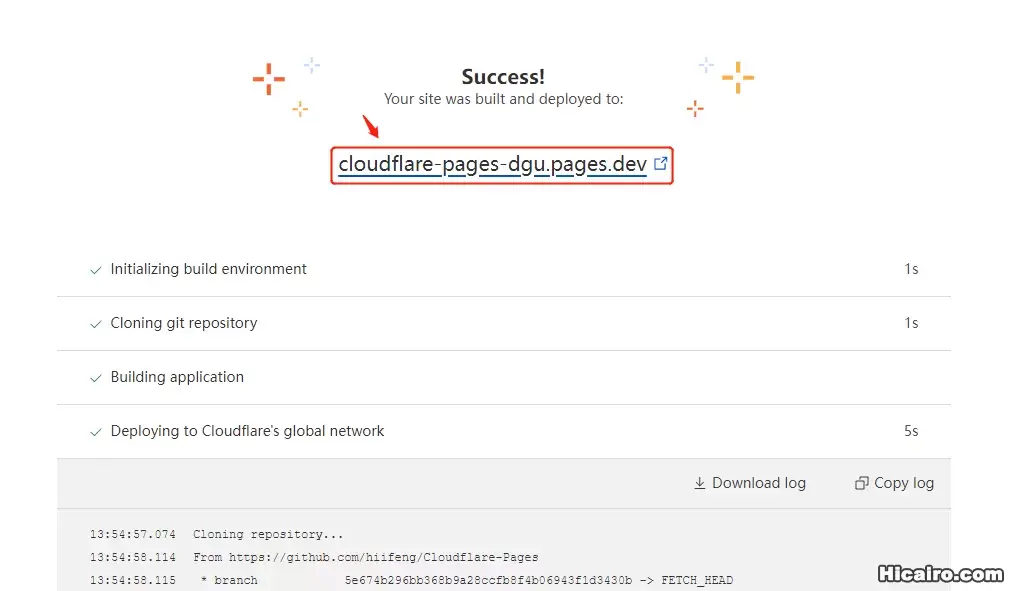 Success!
Your site was built and deployed to:
cloudflare-pages-dgu.pages.dev
Initializing build environment 1s
Cloning git repository 1s
Building application
Deploying to Cloudflare's global network 5s
Download log Copy log
13:54:57.074 Cloning repository...
13:54:58.114 From https://github.com/hiifeng/Cloudflare-Pages
13:54:58.115 * branch 5e674b296bb368b9a28ccfb8f4b06943f1d3430b -> FETCH_HEAD
Hicairo.com